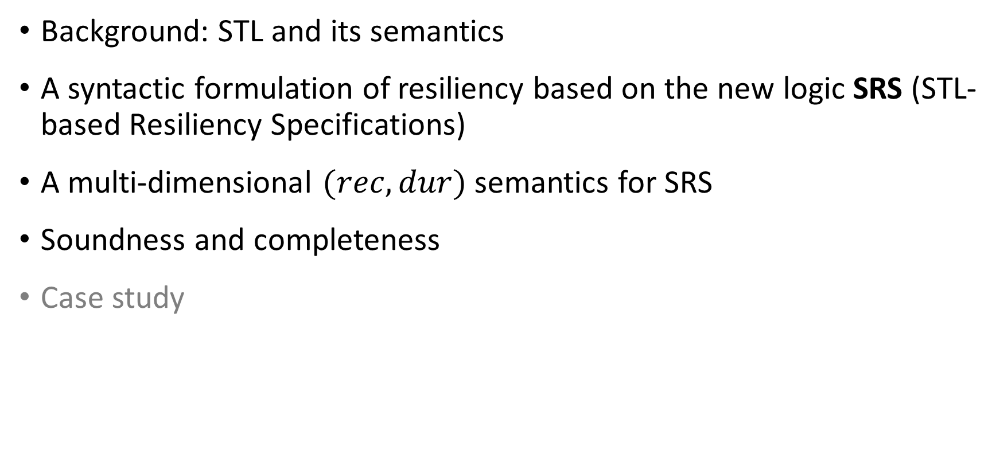 • Background: STL and its semantics
• A syntactic formulation of resiliency based on the new logic SRS (STL-
based Resiliency Specifications)
• A multi-dimensional (rec, dur) semantics for SRS
• Soundness and completeness
• Case study